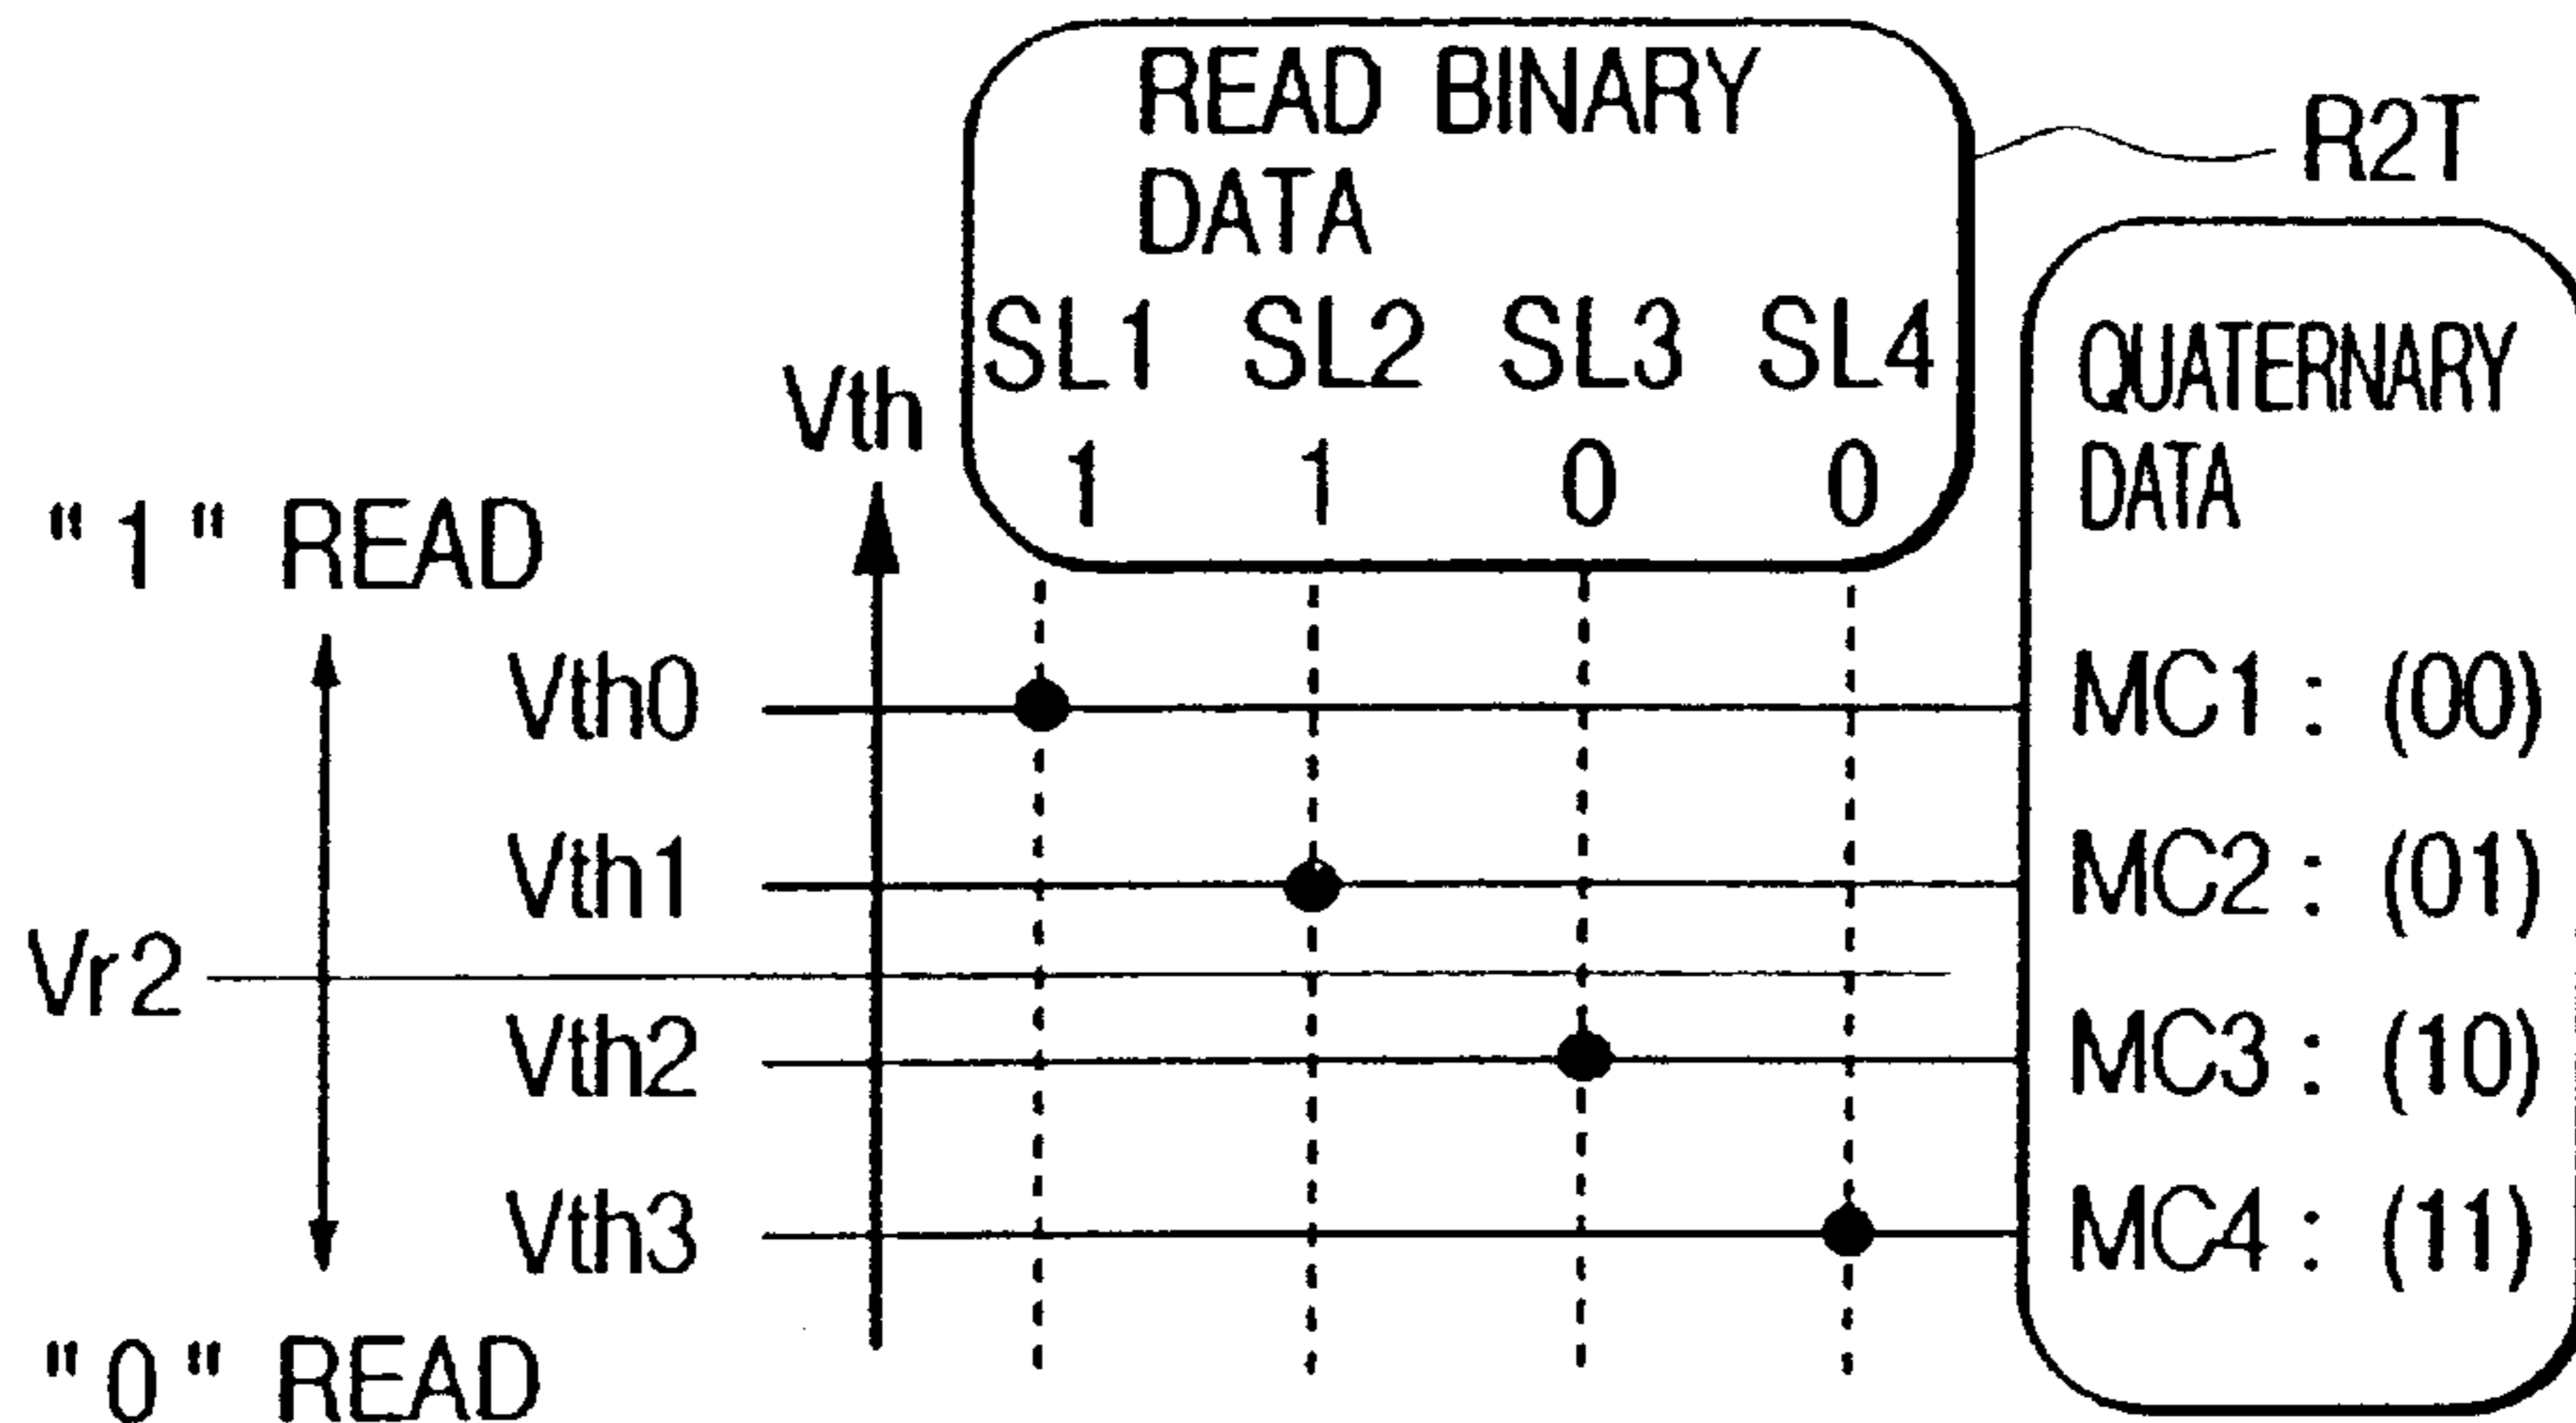 READ BINARY
DATA
R2T
SL1 SL2 SL3 SL4
1 1 0 0
QUATERNARY
DATA
Vth
" 1 " READ
Vth0
MC1 : (00)
Vth1
MC2 : (01)
Vr2
Vth2
MC3 : (10)
Vth3
MC4 : (11)
" 0 " READ